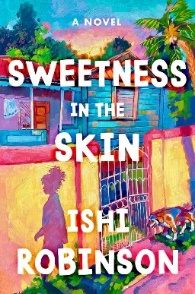 A NOVEL
SWEETNESS
IN THE
SKIN
ISHI
ROBINSON